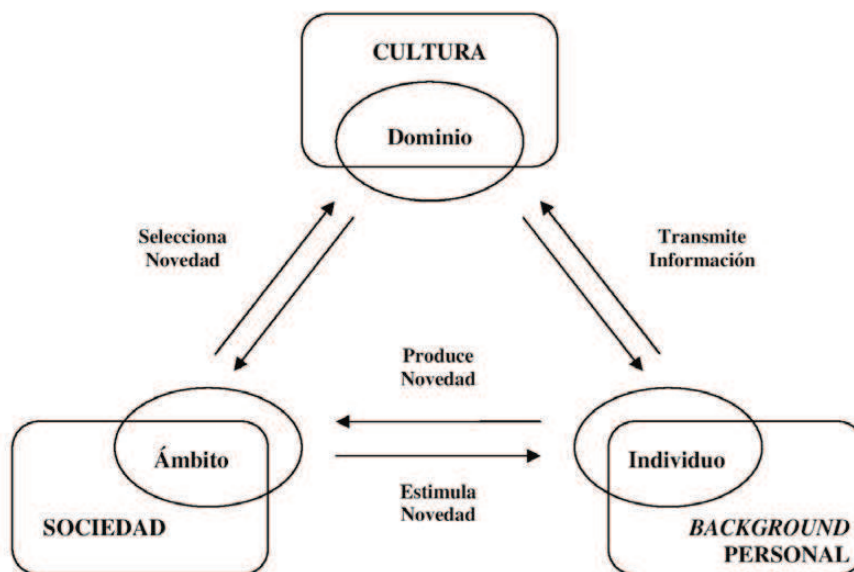 CULTURA
Dominio
Selecciona
Novedad
Transmite
Información
Produce
Novedad
Ámbito
Individuo
Estimula
Novedad
SOCIEDAD
BACKGROUND
PERSONAL